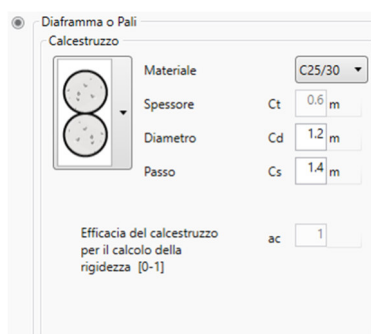 Diaframma o Pali
Calcestruzzo
Materiale C25/30
Spessore Ct 0.6 m
Diametro Cd 1.2 m
Passo Cs 1.4 m
Efficacia del calcestruzzo
per il calcolo della ac 1
rigidezza [0-1]